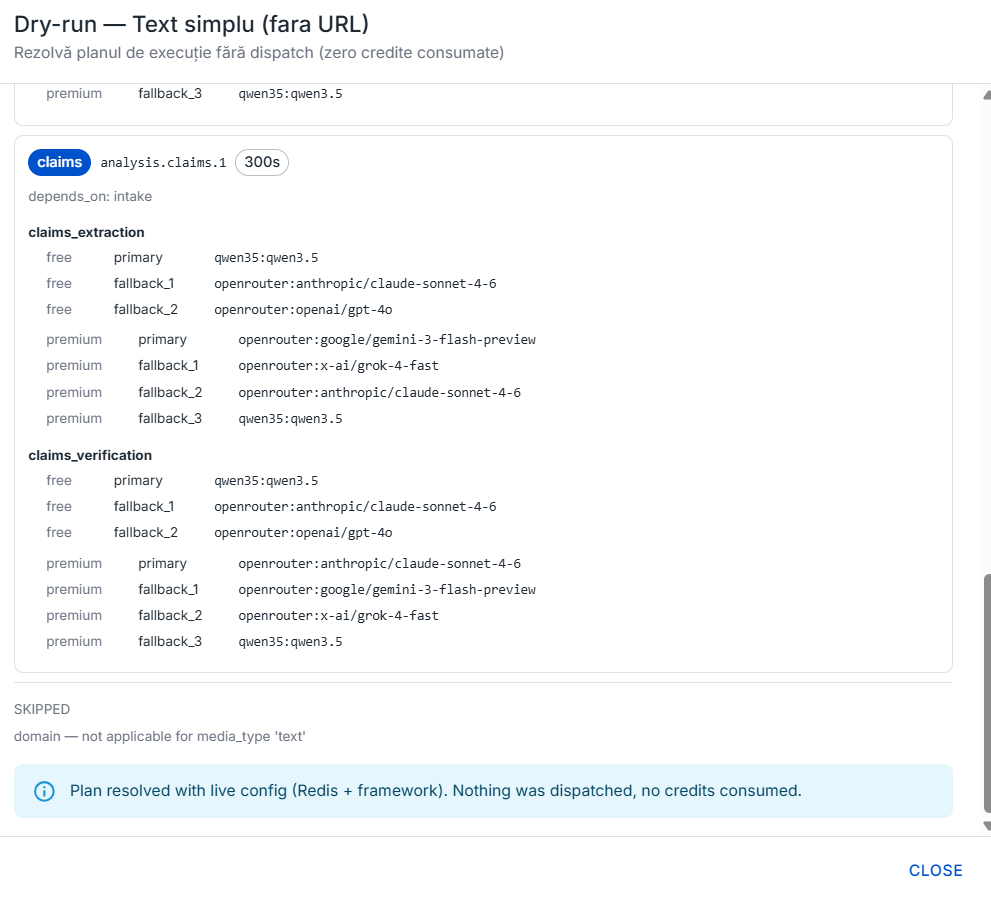 Dry-run — Text simplu (fara URL)
Rezolvă planul de execuție fără dispatch (zero credite consumate)
premium fallback_3 qwen35:qwen3.5
claims analysis.claims.1 300s
depends_on: intake
claims_extraction
free primary qwen35:qwen3.5
free fallback_1 openrouter:anthropic/claude-sonnet-4-6
free fallback_2 openrouter:openai/gpt-4o
premium primary openrouter:google/gemini-3-flash-preview
premium fallback_1 openrouter:x-ai/grok-4-fast
premium fallback_2 openrouter:anthropic/claude-sonnet-4-6
premium fallback_3 qwen35:qwen3.5
claims_verification
free primary qwen35:qwen3.5
free fallback_1 openrouter:anthropic/claude-sonnet-4-6
free fallback_2 openrouter:openai/gpt-4o
premium primary openrouter:anthropic/claude-sonnet-4-6
premium fallback_1 openrouter:google/gemini-3-flash-preview
premium fallback_2 openrouter:x-ai/grok-4-fast
premium fallback_3 qwen35:qwen3.5
SKIPPED
domain — not applicable for media_type 'text'
Plan resolved with live config (Redis + framework). Nothing was dispatched, no credits consumed.
CLOSE